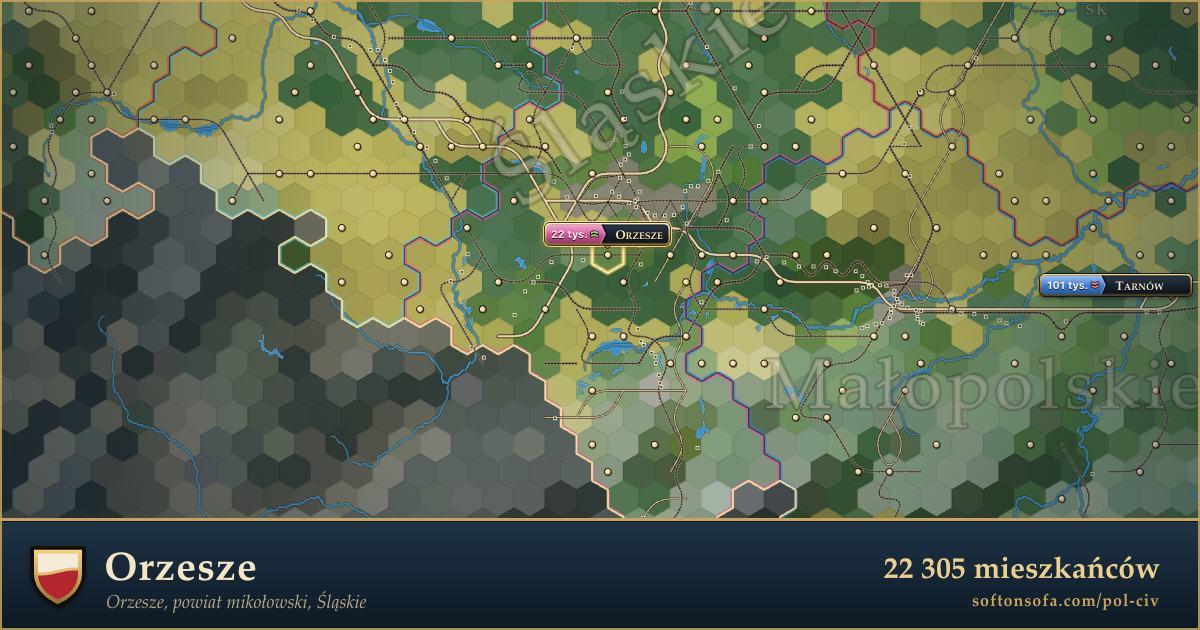 SK
Śląskie
22 tys. Orzesze
101 tys. Tarnów
Małopolskie
Orzesze
Orzesze, powiat mikołowski, Śląskie
22 305 mieszkańców
softonsofa.com/pol-civ